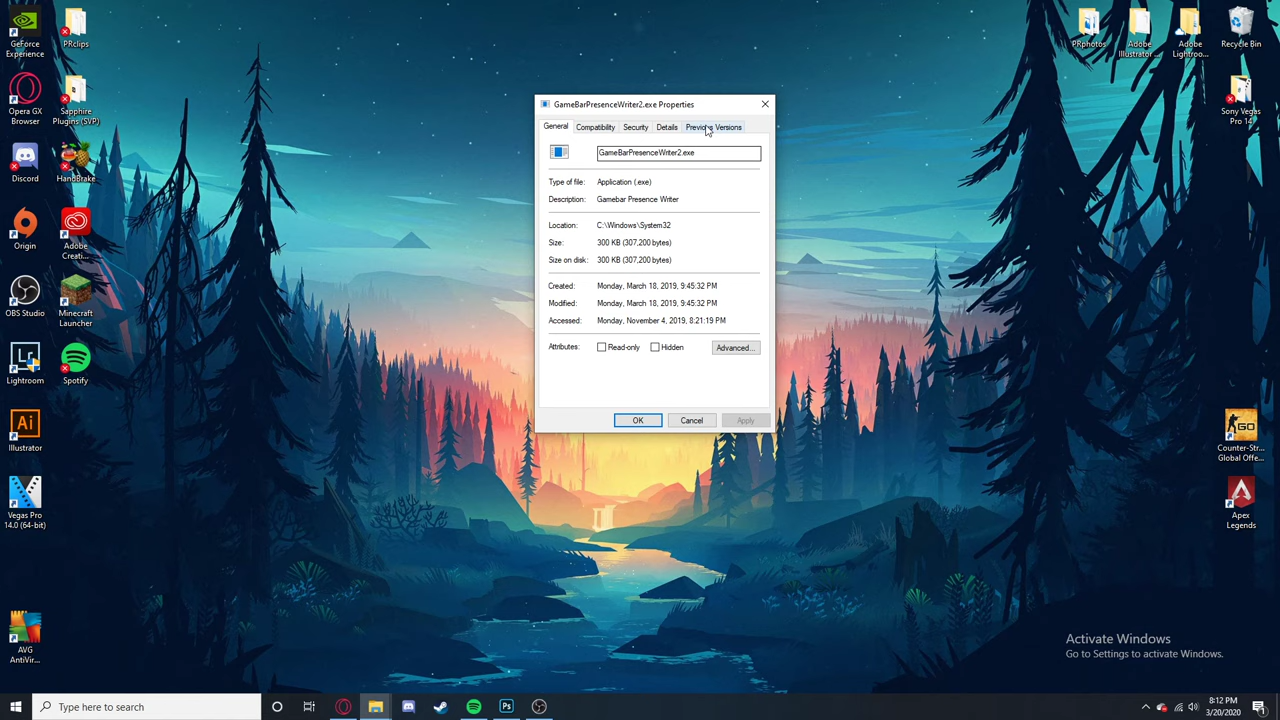 GeForce
Experience
PRclips
Opera GX
Browser
Sapphire
Plugins (SVP)
Discord
HandBrake
Origin
Adobe
Creati...
OBS Studio
Minecraft
Launcher
Lightroom
Spotify
Ai
Illustrator
Vegas Pro
14.0 (64-bit)
AVG
AntiVir...
GameBarPresenceWriter2.exe Properties
General
Compatibility
Security
Details
Previous Versions
GameBarPresenceWriter2.exe
Type of file: Application (.exe)
Description: Gamebar Presence Writer
Location: C:\Windows\System32
Size: 300 KB (307,200 bytes)
Size on disk: 300 KB (307,200 bytes)
Created: Monday, March 18, 2019, 9:45:32 PM
Modified: Monday, March 18, 2019, 9:45:32 PM
Accessed: Monday, November 4, 2019, 8:21:19 PM
Attributes: Read-only Hidden Advanced...
OK Cancel Apply
PRphotos
Adobe
Illustrator ...
Adobe
Lightroo...
Recycle Bin
Sony Vegas
Pro 14
GO
Counter-Str...
Global Offe...
Apex
Legends
Activate Windows
Go to Settings to activate Windows.
Type here to search
Ps
8:12 PM
3/20/2020